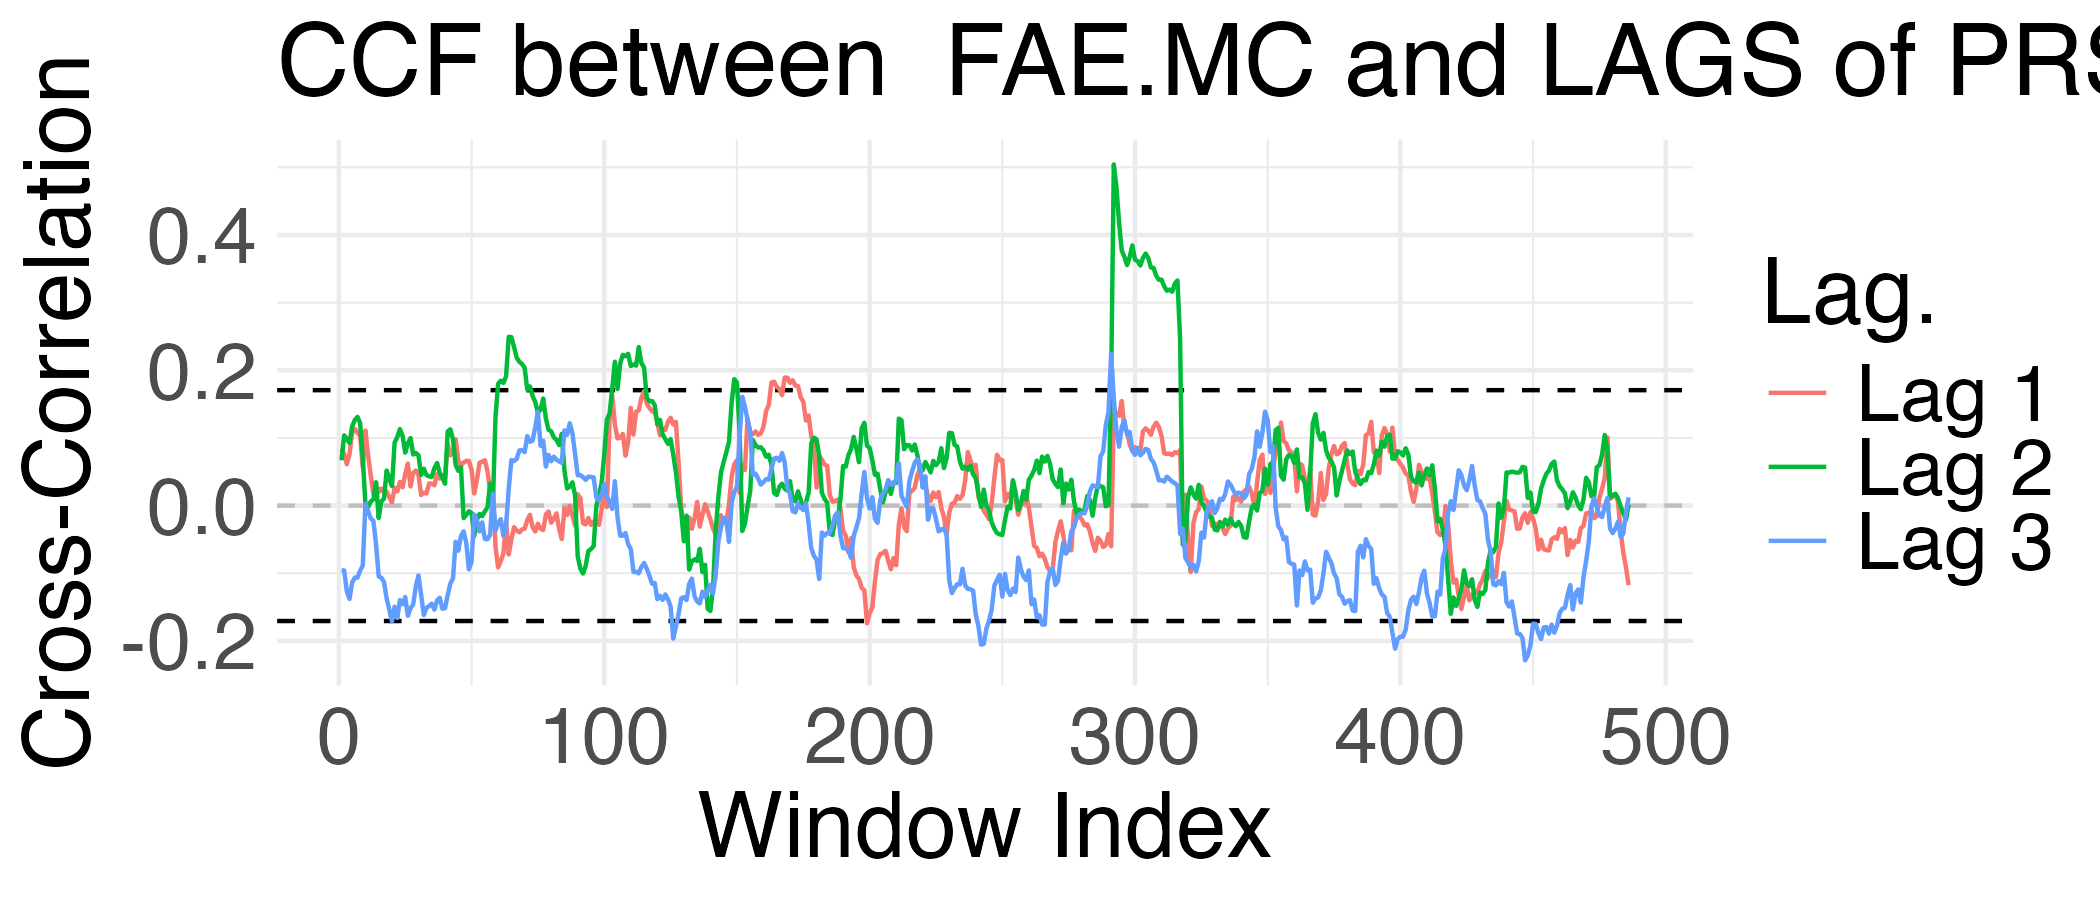 CCF between  FAE.MC and LAGS of PRS
Cross-Correlation
0.4
0.2
0.0
-0.2
0 100 200 300 400 500
Window Index
Lag.
Lag 1
Lag 2
Lag 3